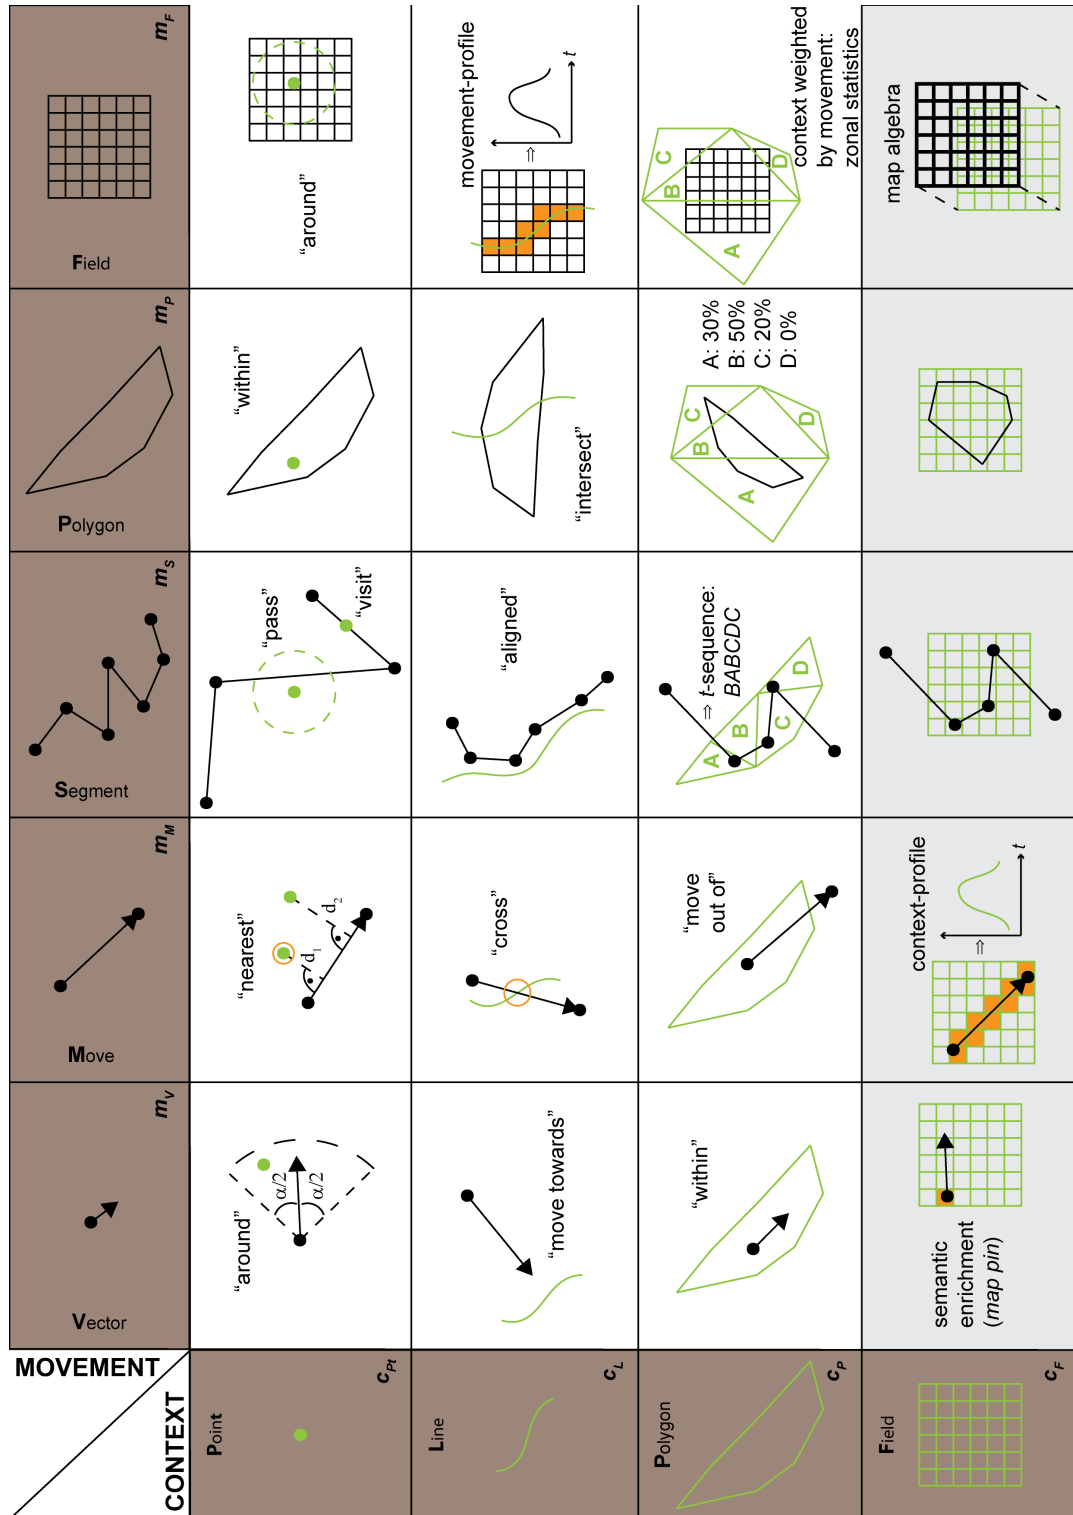 MOVEMENT
CONTEXT
Vector
m_V
Move
m_M
Segment
m_S
Polygon
m_P
Field
m_F
Point
c_Pt
“around”
α/2
α/2
“nearest”
d₁
d₂
“pass”
“visit”
“within”
“around”
Line
c_L
“move towards”
“cross”
“aligned”
“intersect”
movement-profile
⇒
t
Polygon
c_P
“within”
“move
out of”
⇒ t-sequence:
BABCDC
A
B
C
D
A
B
C
D
A: 30%
B: 50%
C: 20%
D: 0%
A
B
C
D
context weighted
by movement:
zonal statistics
Field
c_F
semantic
enrichment
(map pin)
context-profile
⇒
t
map algebra